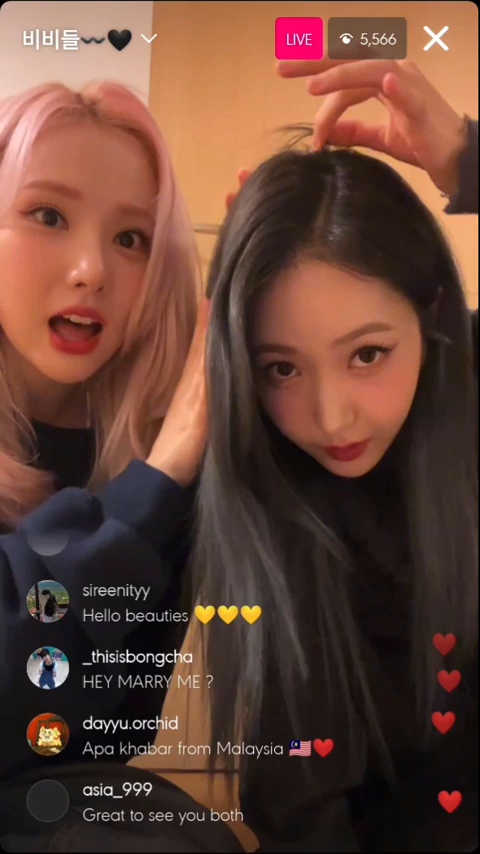 비비들〰️🖤
LIVE
5,566
sireenityy
Hello beauties 💛💛💛
_thisisbongcha
HEY MARRY ME ?
dayyu.orchid
Apa khabar from Malaysia 🇲🇾❤️
asia_999
Great to see you both